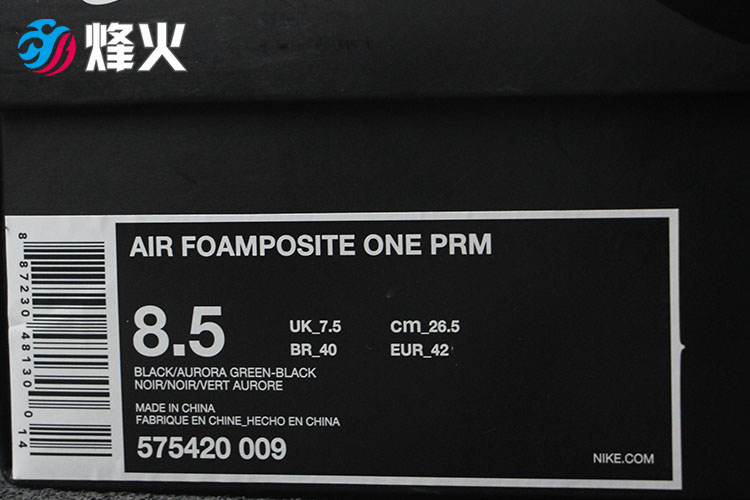 烽火
AIR FOAMPOSITE ONE PRM
8.5
UK_7.5 cm_26.5
BR_40 EUR_42
BLACK/AURORA GREEN-BLACK
NOIR/NOIR/VERT AURORE
MADE IN CHINA
FABRIQUE EN CHINE_HECHO EN CHINA
575420 009
NIKE.COM
8 87230 48130 0 14